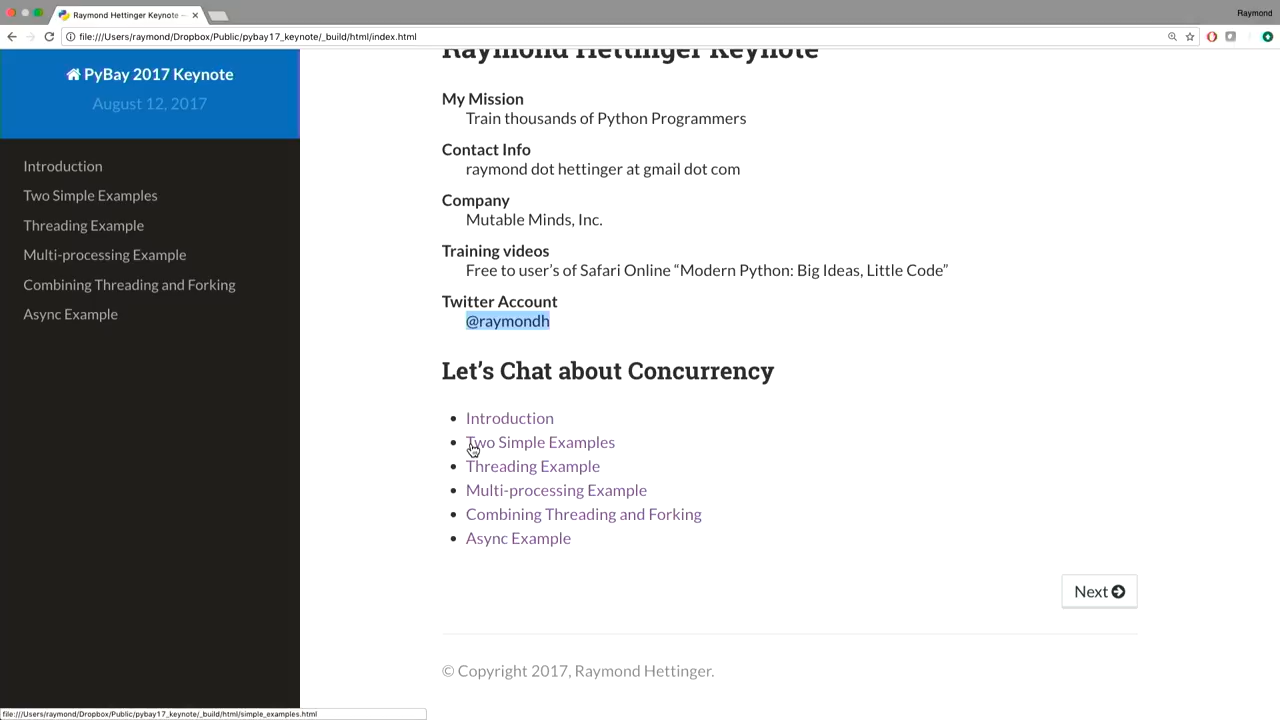 Raymond Hettinger Keynote —
Raymond
file:///Users/raymond/Dropbox/Public/pybay17_keynote/_build/html/index.html
PyBay 2017 Keynote
August 12, 2017
Introduction
Two Simple Examples
Threading Example
Multi-processing Example
Combining Threading and Forking
Async Example
Raymond Hettinger Keynote
My Mission
Train thousands of Python Programmers
Contact Info
raymond dot hettinger at gmail dot com
Company
Mutable Minds, Inc.
Training videos
Free to user’s of Safari Online “Modern Python: Big Ideas, Little Code”
Twitter Account
@raymondh
Let’s Chat about Concurrency
• Introduction
• Two Simple Examples
• Threading Example
• Multi-processing Example
• Combining Threading and Forking
• Async Example
Next
© Copyright 2017, Raymond Hettinger.
file:///Users/raymond/Dropbox/Public/pybay17_keynote/_build/html/simple_examples.html